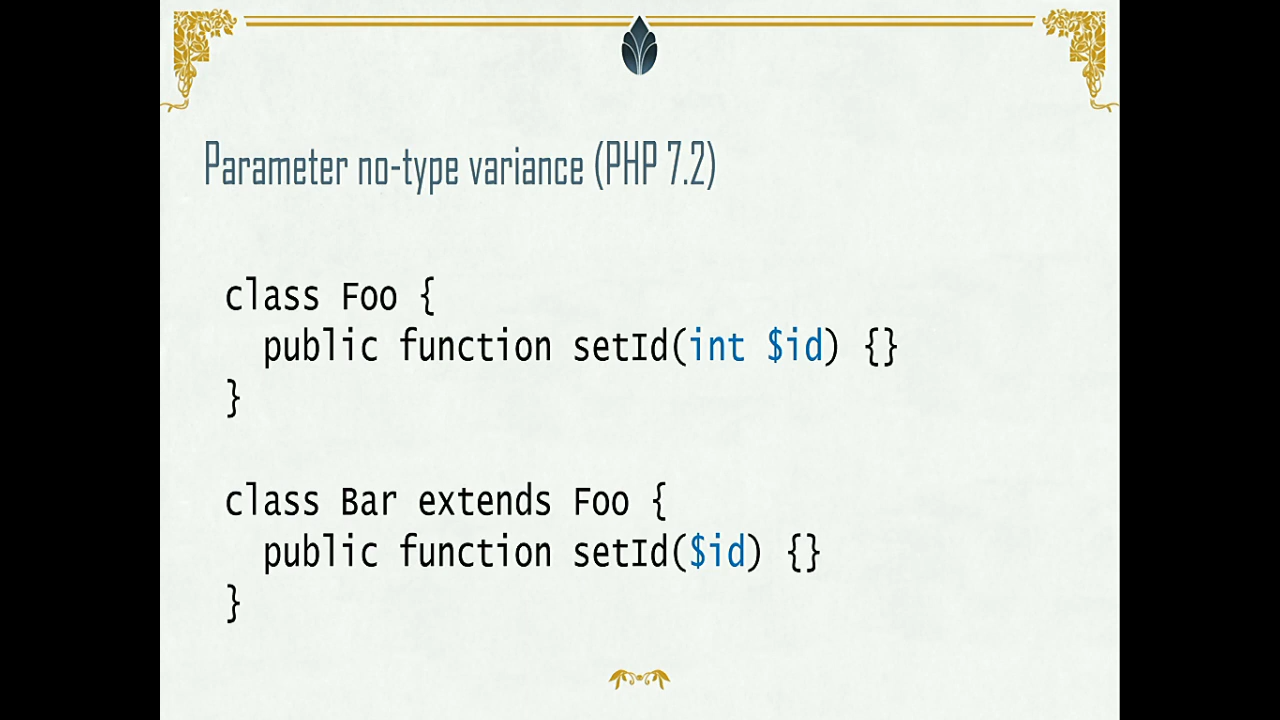 Parameter no-type variance (PHP 7.2)
class Foo {
  public function setId(int $id) {}
}
class Bar extends Foo {
  public function setId($id) {}
}